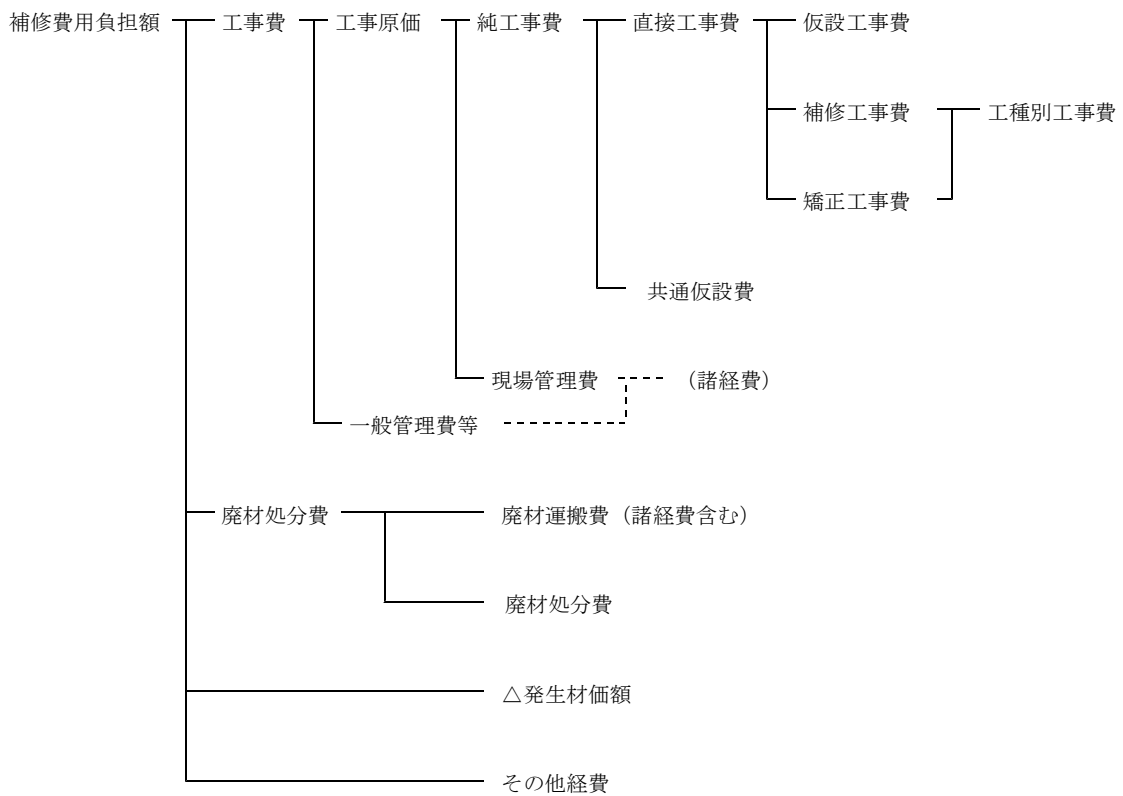 補修費用負担額 工事費 工事原価 純工事費 直接工事費 仮設工事費
補修工事費 工種別工事費
矯正工事費
共通仮設費
現場管理費 （諸経費）
一般管理費等
廃材処分費 廃材運搬費（諸経費含む）
廃材処分費
△発生材価額
その他経費